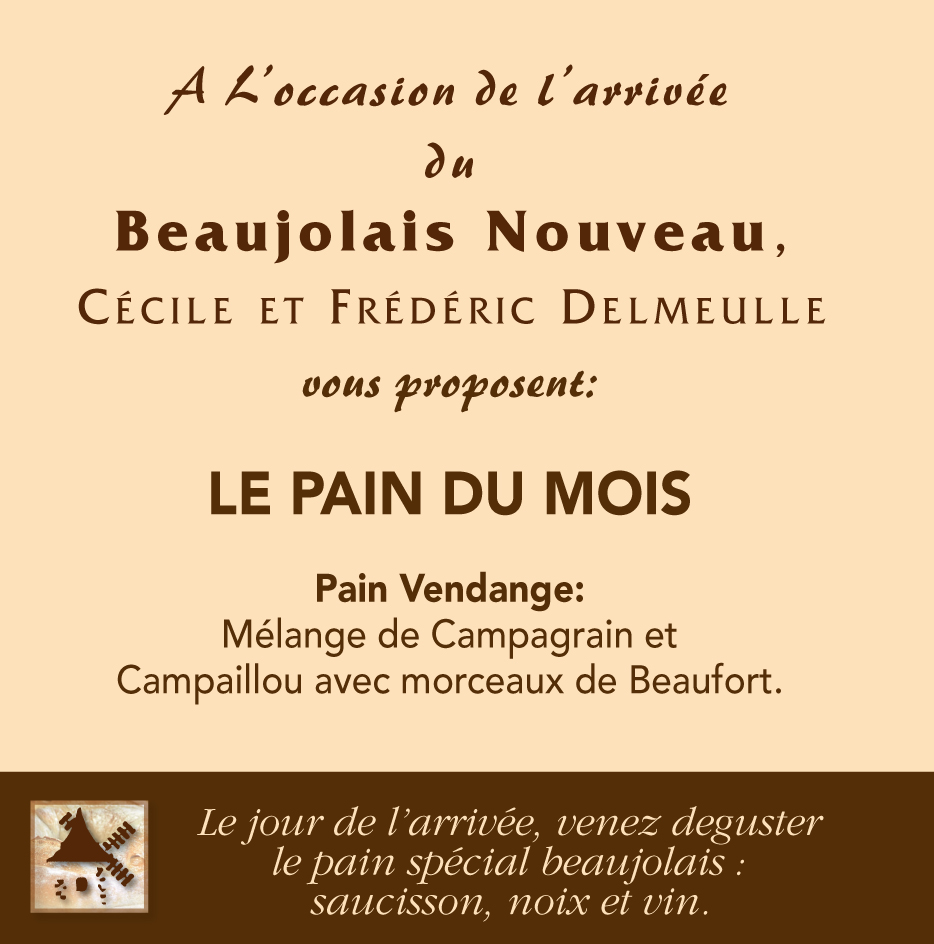 A L'occasion de l'arrivée
du
Beaujolais Nouveau,
Cécile et Frédéric Delmeulle
vous proposent:
LE PAIN DU MOIS
Pain Vendange:
Mélange de Campagrain et
Campaillou avec morceaux de Beaufort.
Le jour de l'arrivée, venez deguster
le pain spécial beaujolais :
saucisson, noix et vin.